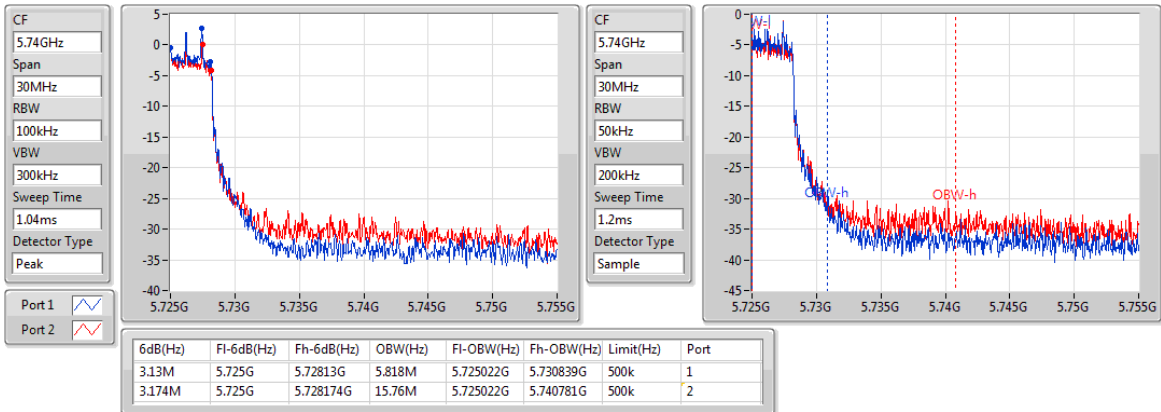 CF
5.74GHz
Span
30MHz
RBW
100kHz
VBW
300kHz
Sweep Time
1.04ms
Detector Type
Peak
Port 1
Port 2
5
0
-5
-10
-15
-20
-25
-30
-35
-40
5.725G 5.73G 5.735G 5.74G 5.745G 5.75G 5.755G
CF
5.74GHz
Span
30MHz
RBW
50kHz
VBW
200kHz
Sweep Time
1.2ms
Detector Type
Sample
0
-5
-10
-15
-20
-25
-30
-35
-40
-45
OBW-h
OBW-h
5.725G 5.73G 5.735G 5.74G 5.745G 5.75G 5.755G
6dB(Hz) Fl-6dB(Hz) Fh-6dB(Hz) OBW(Hz) Fl-OBW(Hz) Fh-OBW(Hz) Limit(Hz) Port
3.13M 5.725G 5.72813G 5.818M 5.725022G 5.730839G 500k 1
3.174M 5.725G 5.728174G 15.76M 5.725022G 5.740781G 500k 2